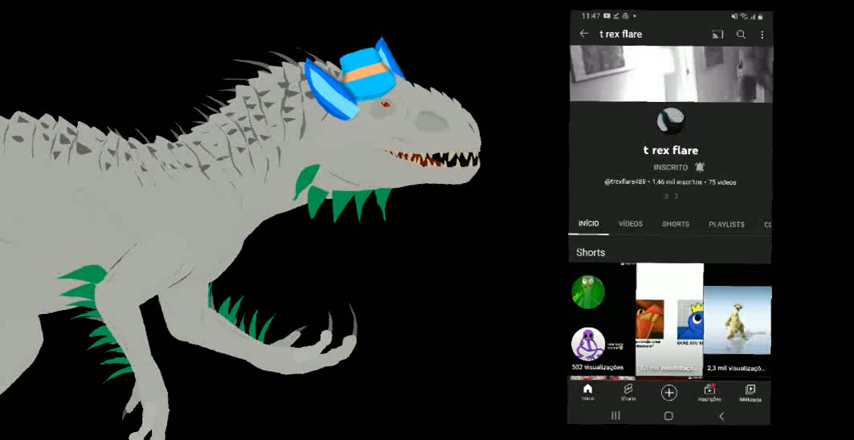 11:47
t rex flare
t rex flare
INSCRITO
@trexflare489 • 1,46 mil inscritos • 75 vídeos
INÍCIO VÍDEOS SHORTS PLAYLISTS
Shorts
502 visualizações
2,3 mil visualizaçõ...
Início Shorts Inscrições Biblioteca